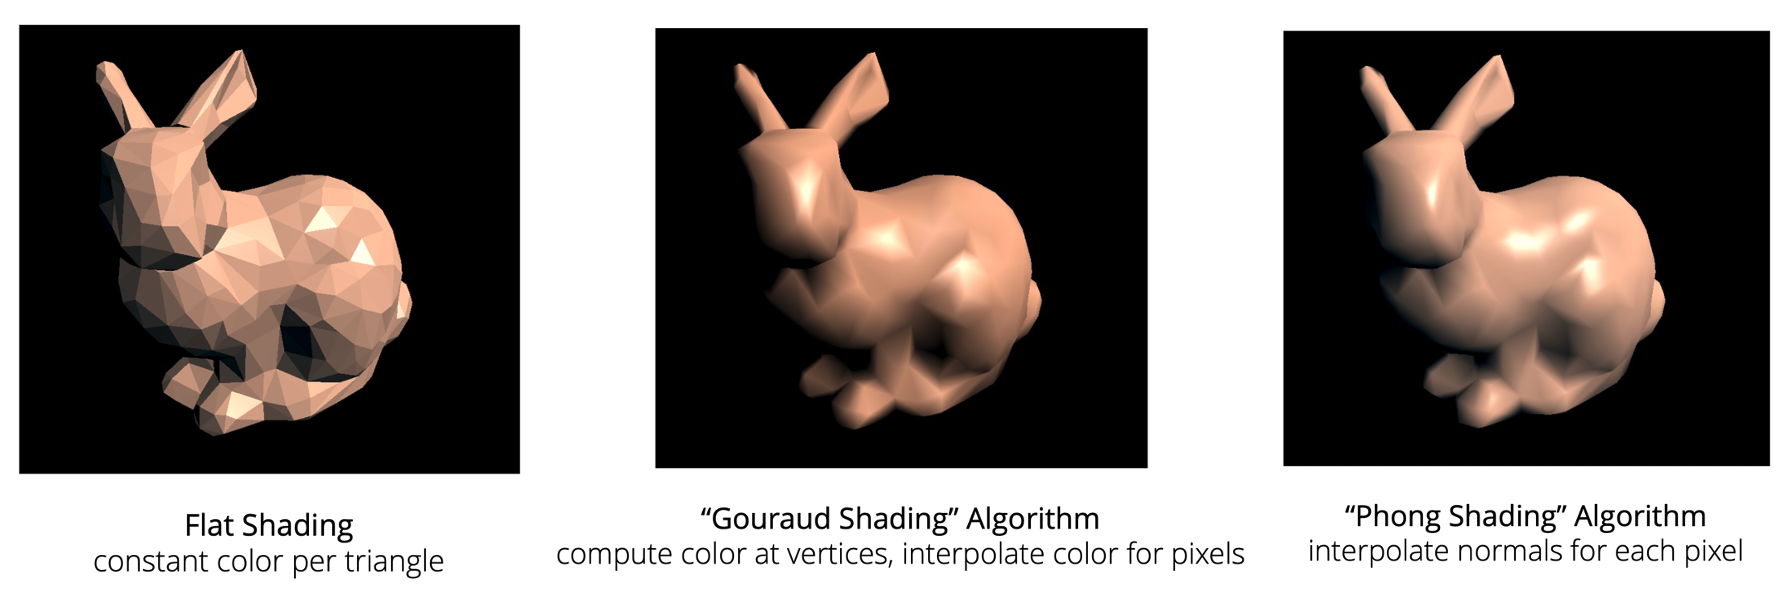 Flat Shading
constant color per triangle
“Gouraud Shading” Algorithm
compute color at vertices, interpolate color for pixels
“Phong Shading” Algorithm
interpolate normals for each pixel